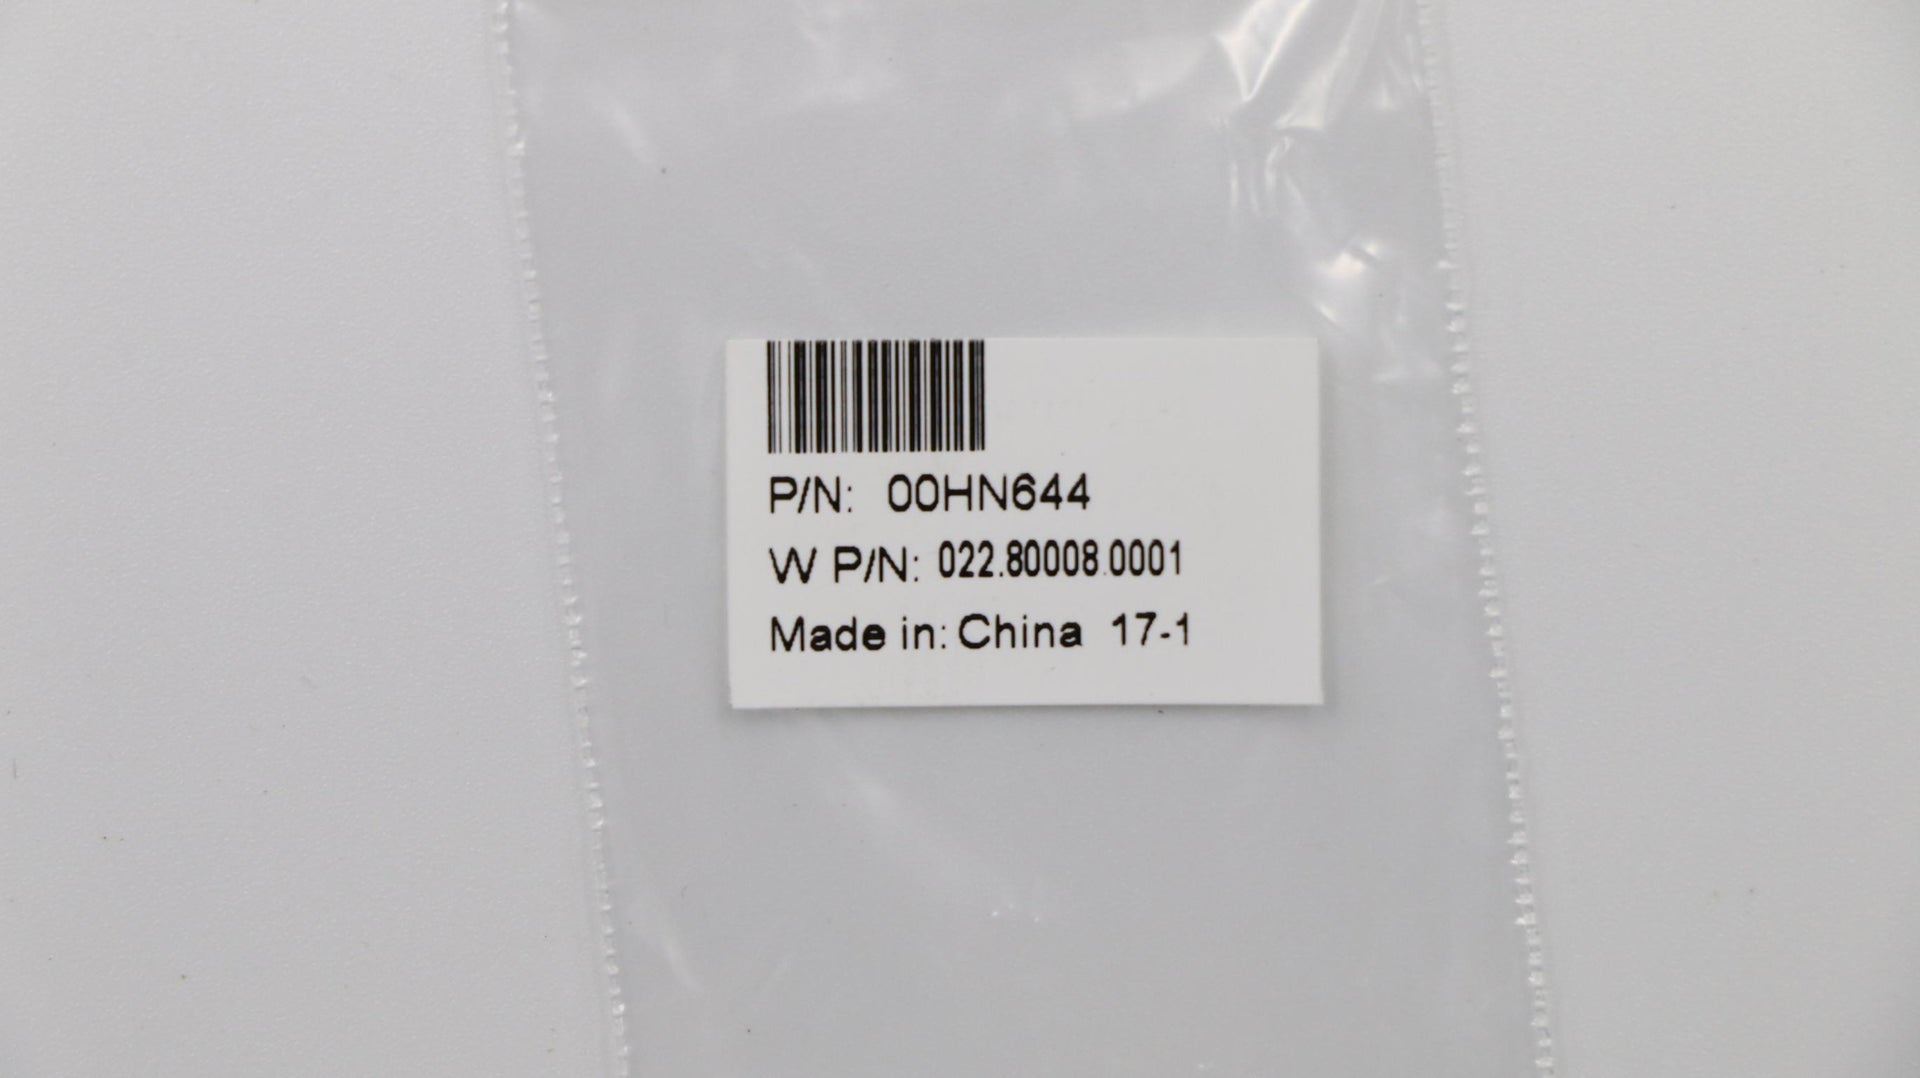 P/N: 00HN644
W P/N: 022.80008.0001
Made in: China 17-1